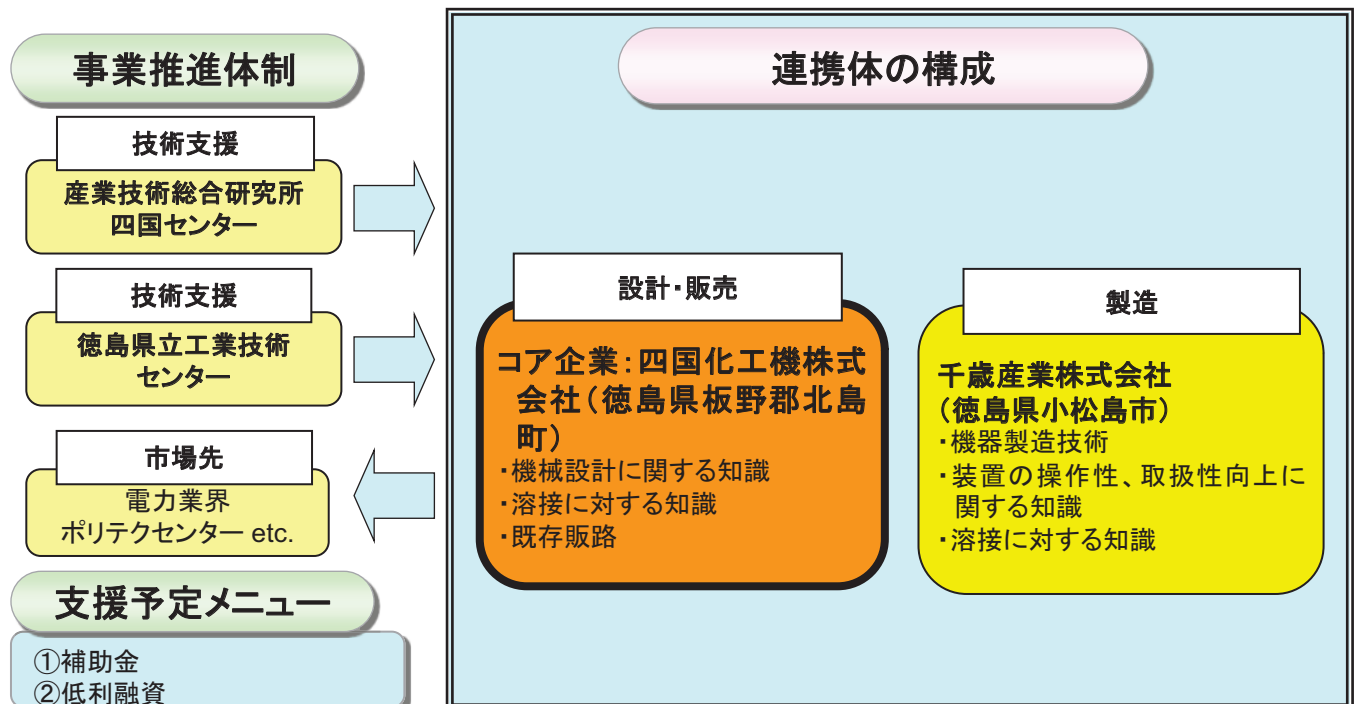 事業推進体制
技術支援
産業技術総合研究所
四国センター
技術支援
徳島県立工業技術
センター
市場先
電力業界
ポリテクセンター etc.
支援予定メニュー
①補助金
②低利融資
連携体の構成
設計・販売
コア企業：四国化工機株式
会社（徳島県板野郡北島
町）
・機械設計に関する知識
・溶接に対する知識
・既存販路
製造
千歳産業株式会社
（徳島県小松島市）
・機器製造技術
・装置の操作性、取扱性向上に
関する知識
・溶接に対する知識